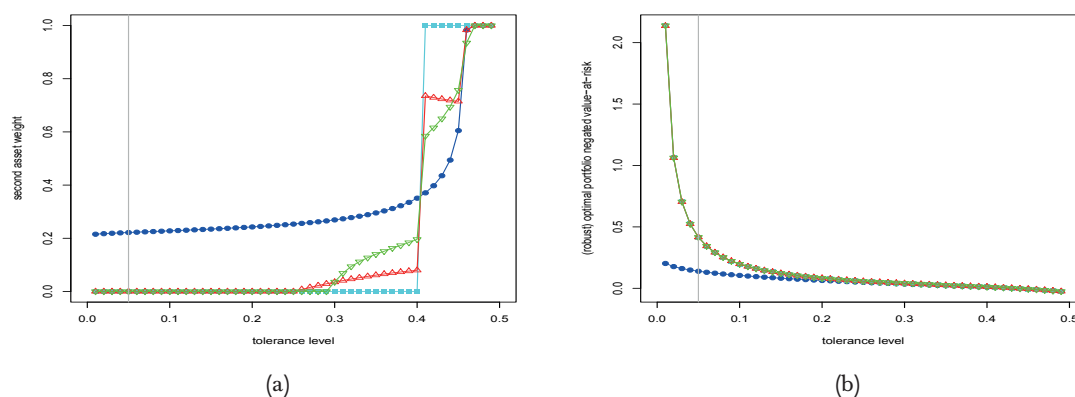 1.0
0.8
0.6
0.4
0.2
0.0
second asset weight
0.0 0.1 0.2 0.3 0.4 0.5
tolerance level
(a)
2.0
1.5
1.0
0.5
0.0
(robust) optimal portfolio negated value−at−risk
0.0 0.1 0.2 0.3 0.4 0.5
tolerance level
(b)